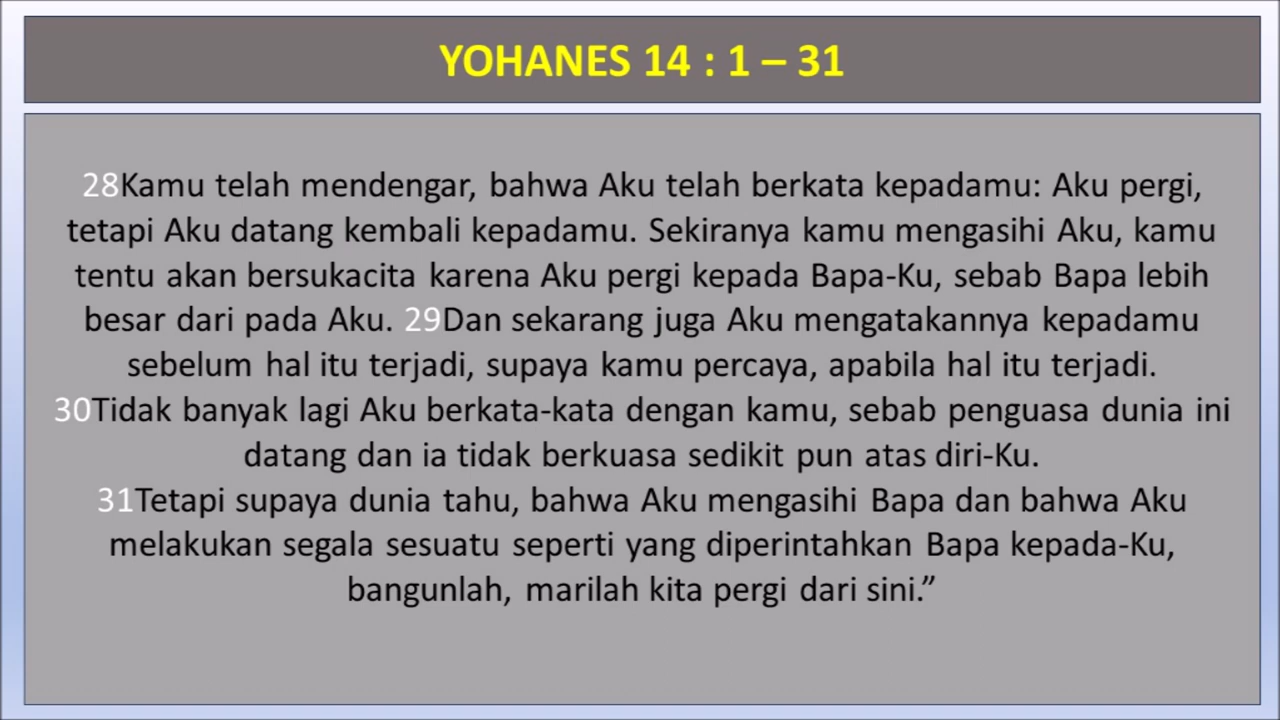 YOHANES 14 : 1 – 31
28Kamu telah mendengar, bahwa Aku telah berkata kepadamu: Aku pergi,
tetapi Aku datang kembali kepadamu. Sekiranya kamu mengasihi Aku, kamu
tentu akan bersukacita karena Aku pergi kepada Bapa-Ku, sebab Bapa lebih
besar dari pada Aku. 29Dan sekarang juga Aku mengatakannya kepadamu
sebelum hal itu terjadi, supaya kamu percaya, apabila hal itu terjadi.
30Tidak banyak lagi Aku berkata-kata dengan kamu, sebab penguasa dunia ini
datang dan ia tidak berkuasa sedikit pun atas diri-Ku.
31Tetapi supaya dunia tahu, bahwa Aku mengasihi Bapa dan bahwa Aku
melakukan segala sesuatu seperti yang diperintahkan Bapa kepada-Ku,
bangunlah, marilah kita pergi dari sini.”